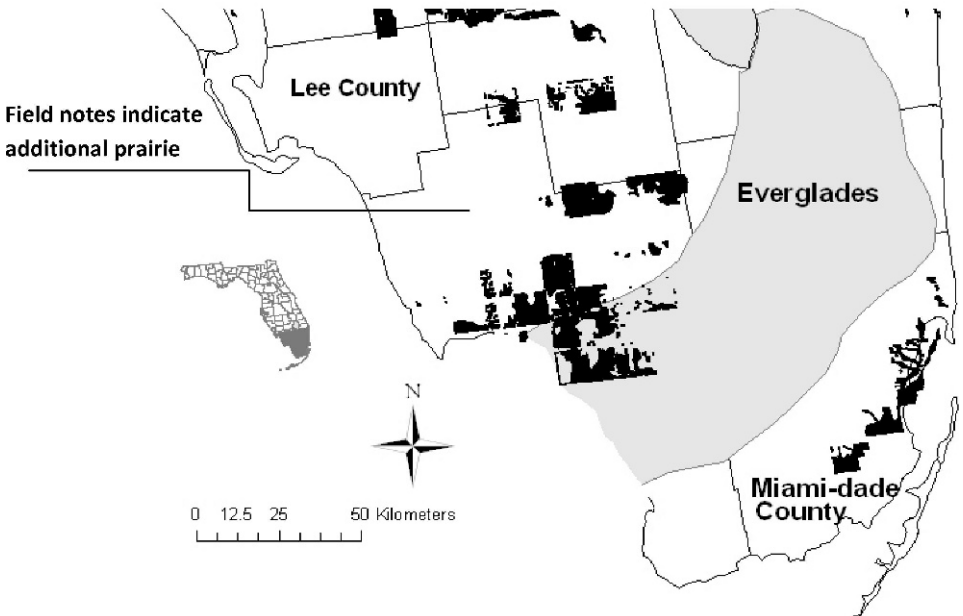 Lee County
Field notes indicate
additional prairie
Everglades
N
Miami-dade
County
0 12.5 25 50 Kilometers